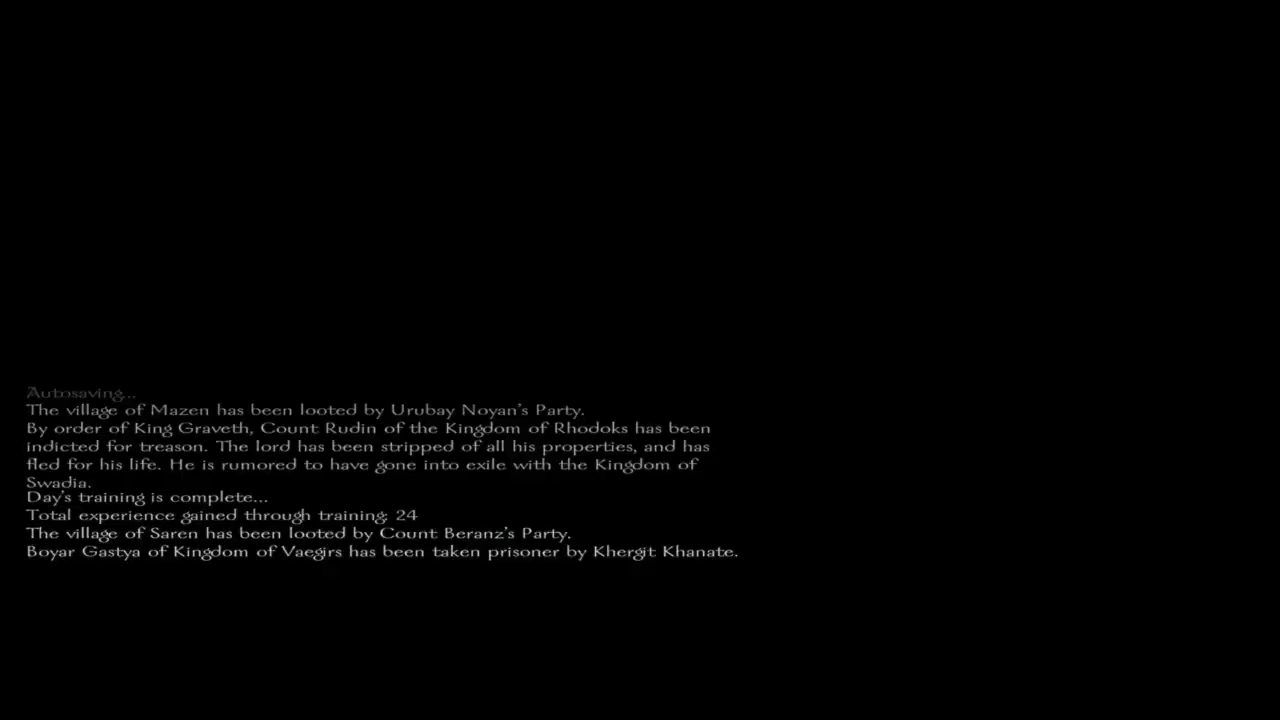 Autosaving...
The village of Mazen has been looted by Urubay Noyan's Party.
By order of King Graveth, Count Rudin of the Kingdom of Rhodoks has been
indicted for treason. The lord has been stripped of all his properties, and has
fled for his life. He is rumored to have gone into exile with the Kingdom of
Swadia.
Day's training is complete...
Total experience gained through training: 24
The village of Saren has been looted by Count Beranz's Party.
Boyar Gastya of Kingdom of Vaegirs has been taken prisoner by Khergit Khanate.